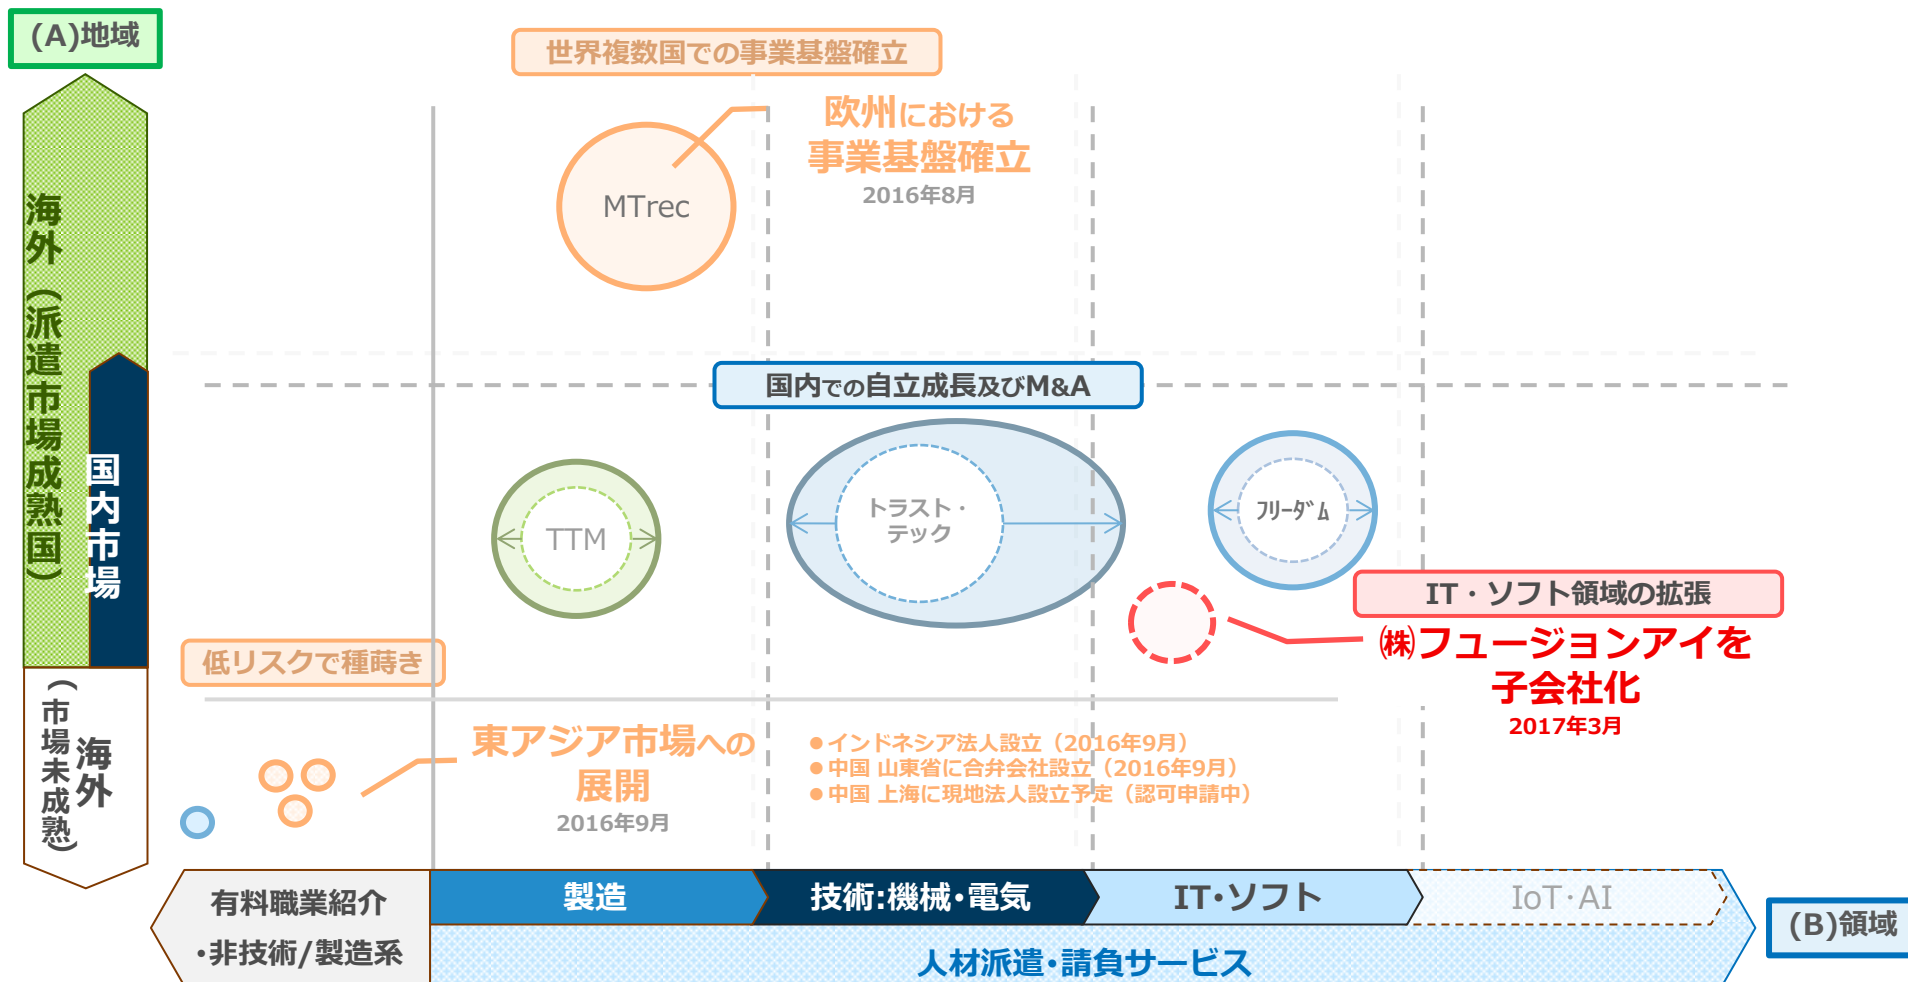 (A)地域
世界複数国での事業基盤確立
欧州における
事業基盤確立
2016年8月
MTrec
海外（派遣市場成熟国）
国内市場
海外
（市場未成熟）
国内での自立成長及びM&A
TTM
トラスト・
テック
ﾌﾘｰﾀﾞﾑ
IT・ソフト領域の拡張
㈱フュージョンアイを
子会社化
2017年3月
低リスクで種蒔き
東アジア市場への
展開
2016年9月
●インドネシア法人設立（2016年9月）
●中国 山東省に合弁会社設立（2016年9月）
●中国 上海に現地法人設立予定（認可申請中）
有料職業紹介
・非技術/製造系
製造
技術:機械・電気
IT・ソフト
IoT・AI
人材派遣・請負サービス
(B)領域